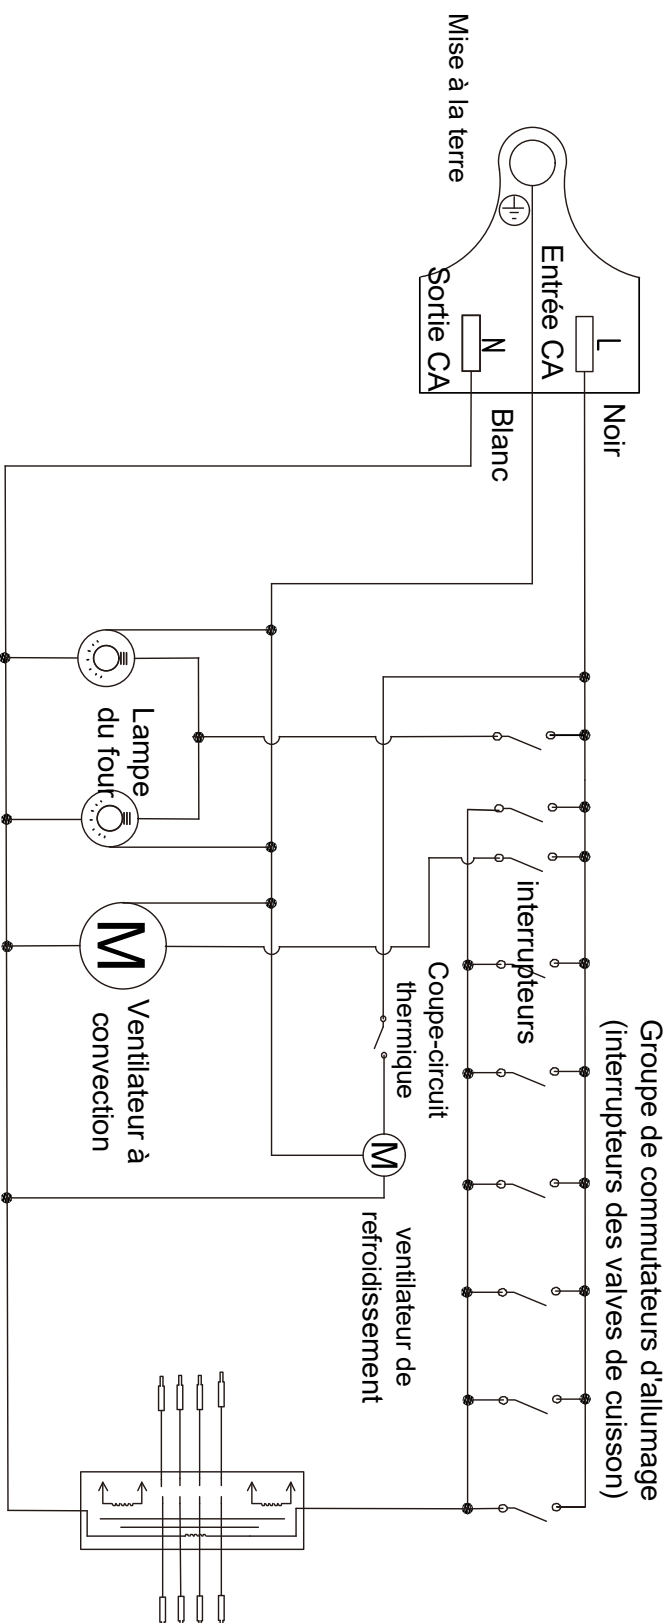 Mise à la terre
Entrée CA
Sortie CA
L
N
Noir
Blanc
Lampe
du four
interrupteurs
M
Ventilateur à
convection
Coupe-circuit
thermique
M
ventilateur de
refroidissement
Groupe de commutateurs d'allumage
(interrupteurs des valves de cuisson)